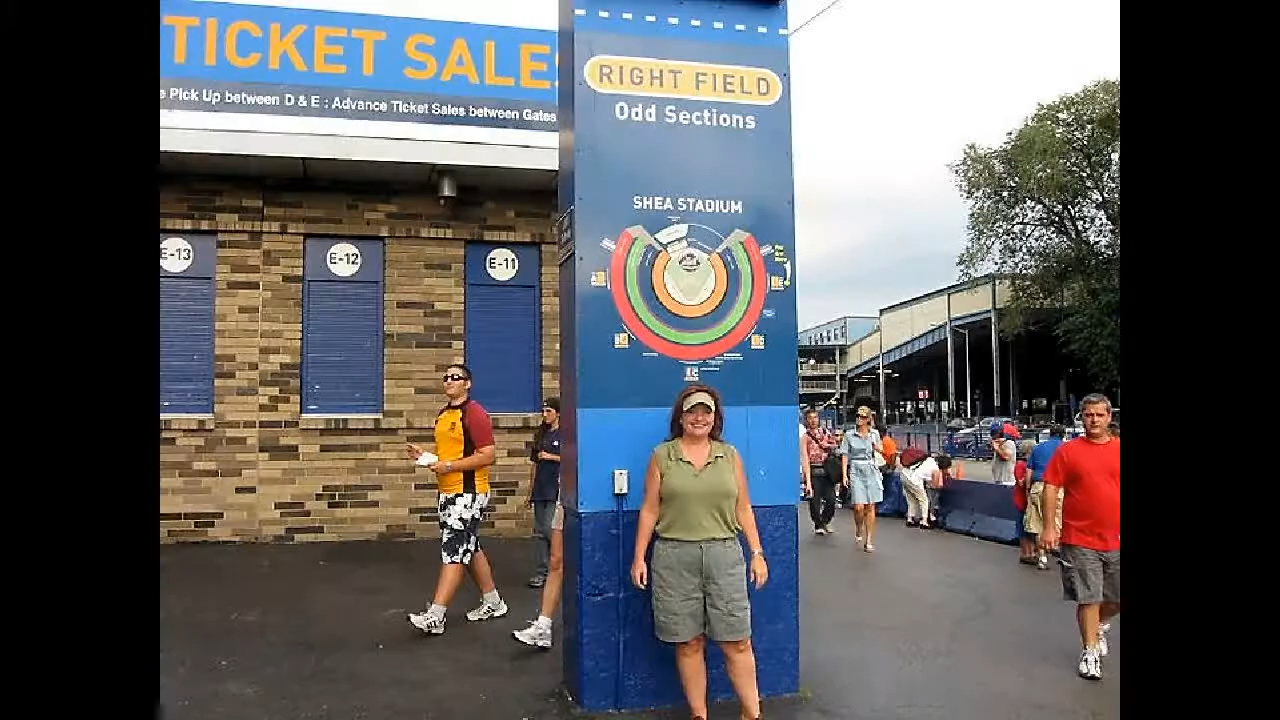 TICKET SALES
Pick Up between D & E : Advance Ticket Sales between Gates
RIGHT FIELD
Odd Sections
SHEA STADIUM
E-13
E-12
E-11